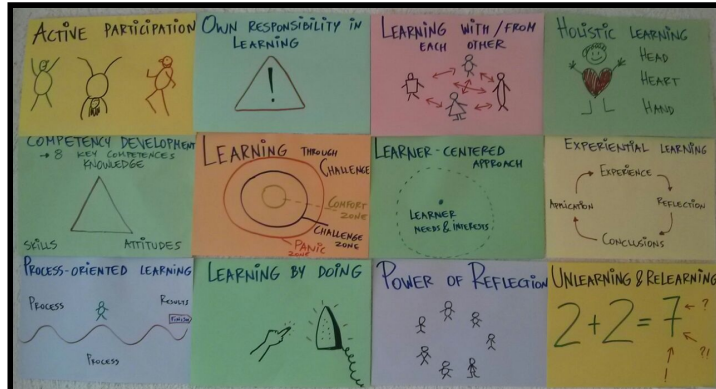 ACTIVE PARTICIPATION
OWN RESPONSIBILITY IN
LEARNING
!
LEARNING WITH/FROM
EACH OTHER
HOLISTIC LEARNING
HEAD
HEART
HAND
COMPETENCY DEVELOPMENT
→ 8 KEY COMPETENCES
KNOWLEDGE
SKILLS
ATTITUDES
LEARNING THROUGH
CHALLENGE
COMFORT
ZONE
CHALLENGE
ZONE
PANIC
ZONE
LEARNER-CENTERED
APPROACH
LEARNER
NEEDS & INTERESTS
EXPERIENTIAL LEARNING
EXPERIENCE
APPLICATION
REFLECTION
CONCLUSIONS
PROCESS-ORIENTED LEARNING
PROCESS
RESULTS
FINISH
PROCESS
LEARNING BY DOING
POWER OF REFLECTION
UNLEARNING & RELEARNING
2+2=7
?
?!
!